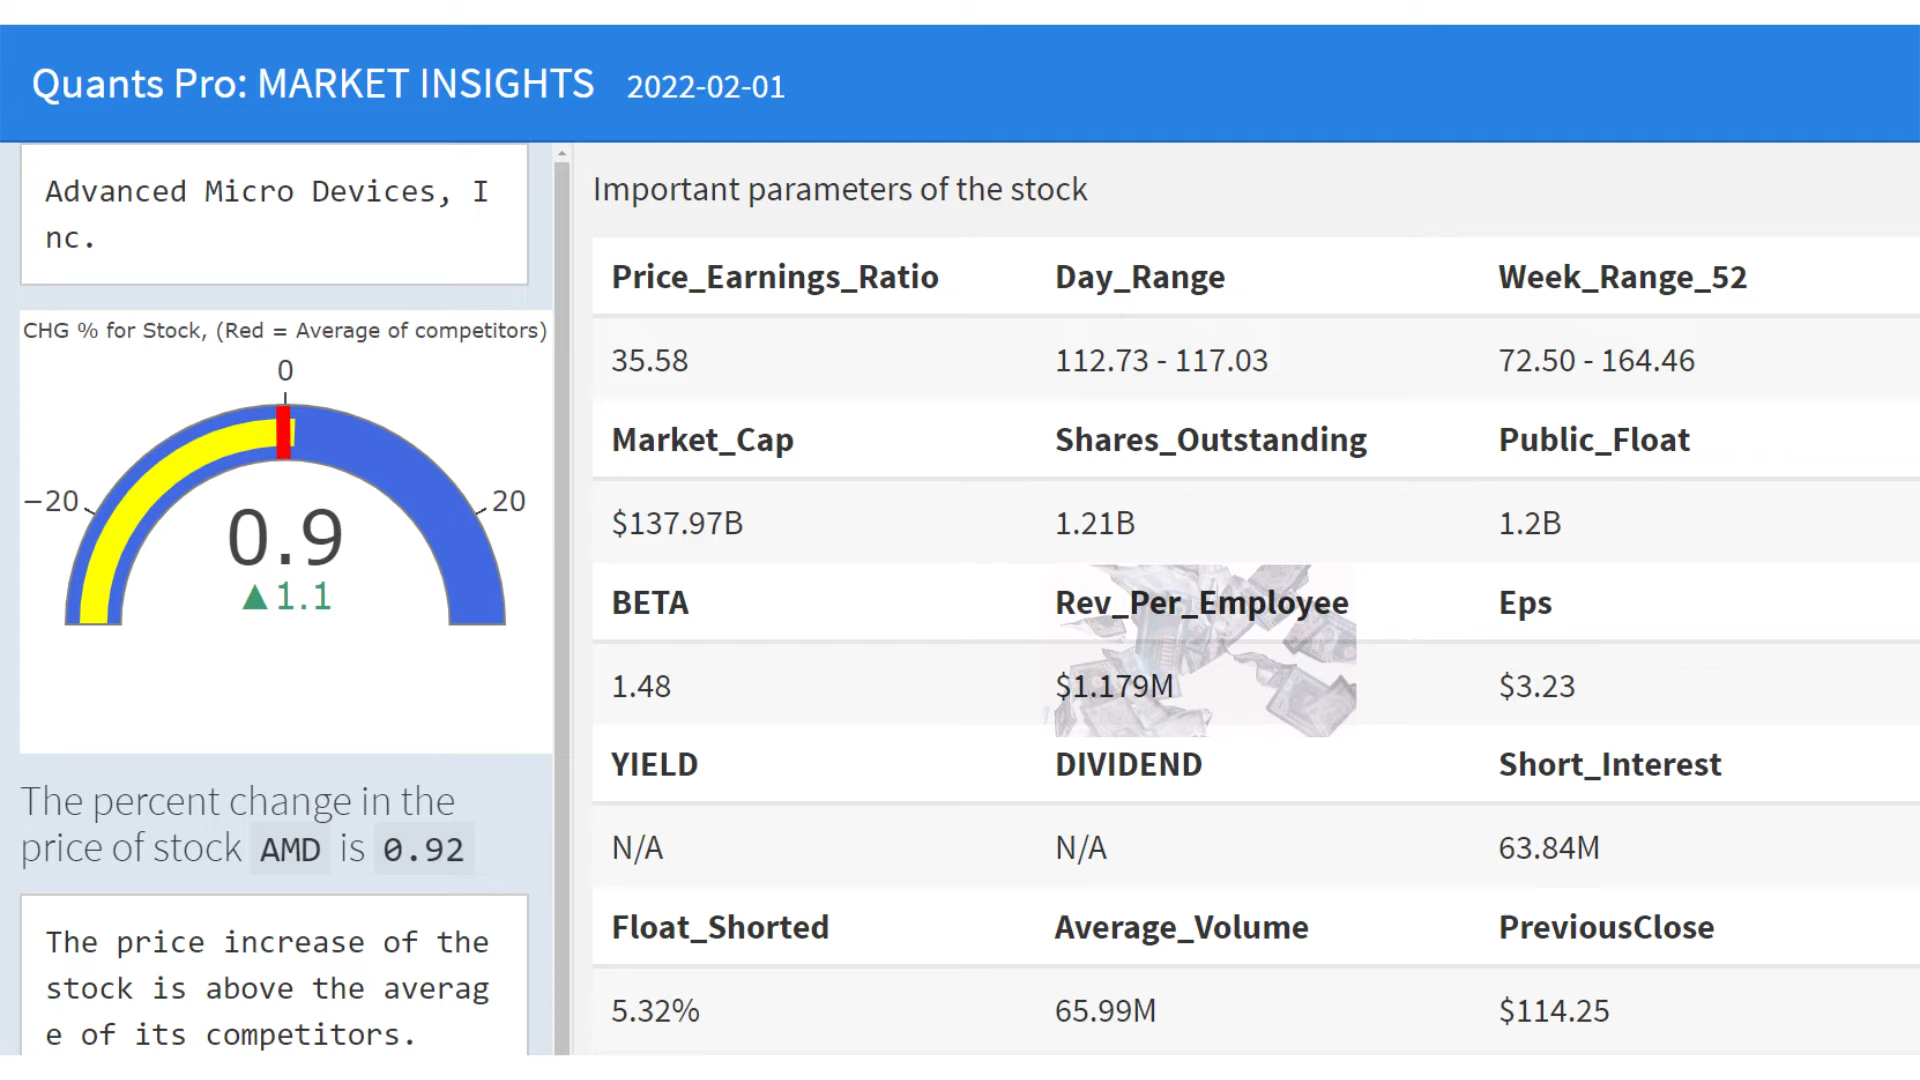 Quants Pro: MARKET INSIGHTS 2022-02-01
Advanced Micro Devices, I
nc.
CHG % for Stock, (Red = Average of competitors)
0
−20
20
0.9
▲1.1
The percent change in the
price of stock AMD is 0.92
The price increase of the
stock is above the averag
e of its competitors.
Important parameters of the stock
Price_Earnings_Ratio Day_Range Week_Range_52
35.58 112.73 - 117.03 72.50 - 164.46
Market_Cap Shares_Outstanding Public_Float
$137.97B 1.21B 1.2B
BETA Rev_Per_Employee Eps
1.48 $1.179M $3.23
YIELD DIVIDEND Short_Interest
N/A N/A 63.84M
Float_Shorted Average_Volume PreviousClose
5.32% 65.99M $114.25